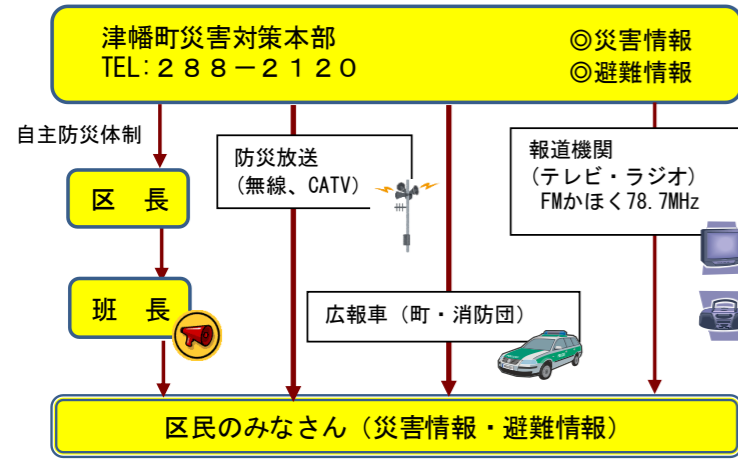 津幡町災害対策本部
TEL:２８８－２１２０
◎災害情報
◎避難情報
自主防災体制
区　長
班　長
防災放送
(無線、CATV)
広報車（町・消防団）
報道機関
(テレビ・ラジオ)
FMかほく78.7MHz
区民のみなさん（災害情報・避難情報）